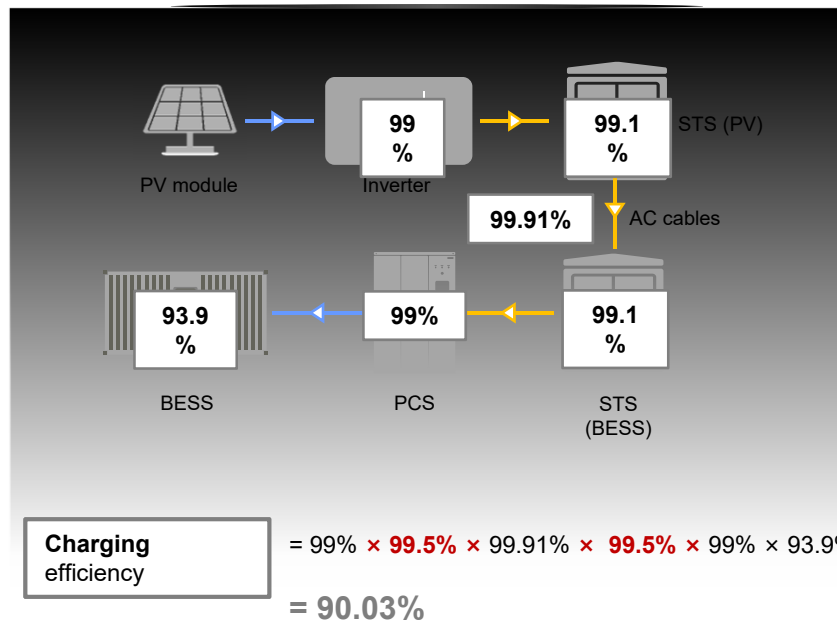 99
%
99.1
%
STS (PV)
PV module
Inverter
99.91%
AC cables
93.9
%
99%
99.1
%
BESS
PCS
STS
(BESS)
Charging
efficiency
= 99% × 99.5% × 99.91% × 99.5% × 99% × 93.9%
= 90.03%